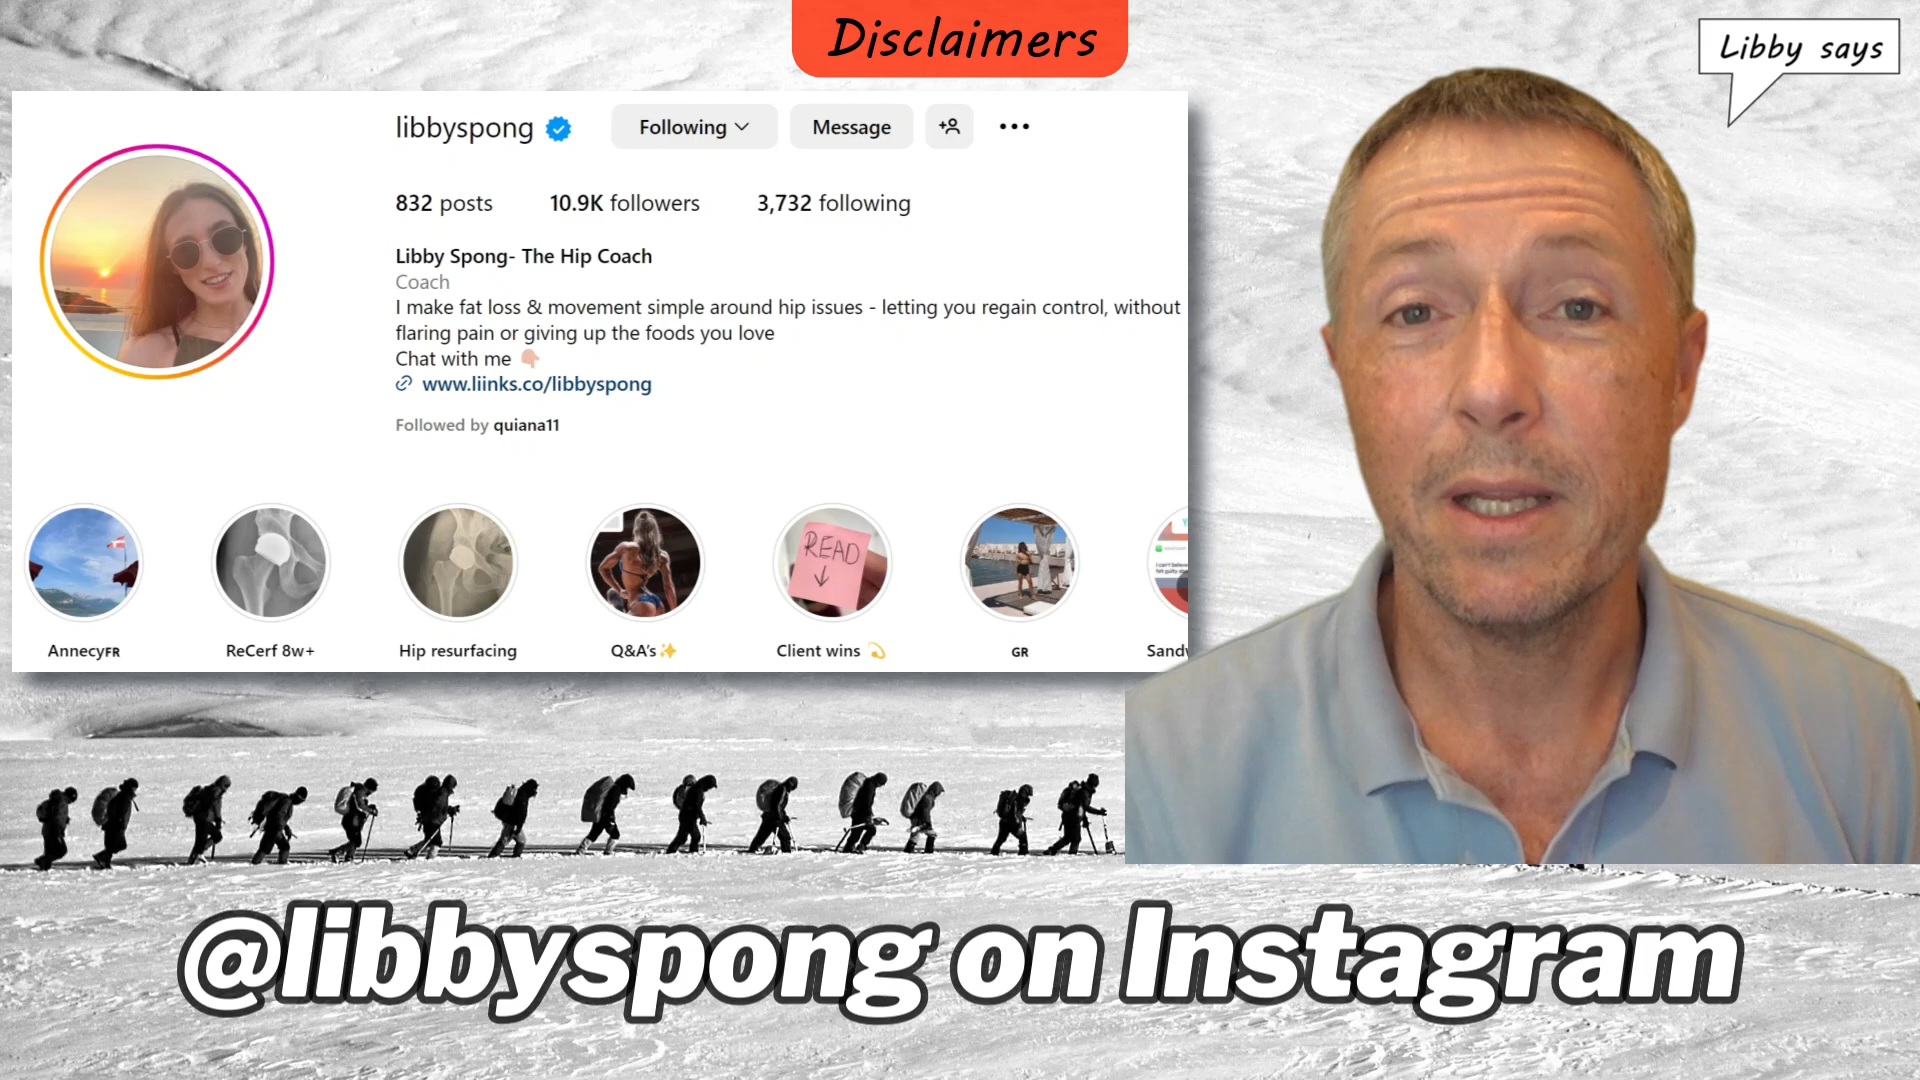 Disclaimers
Libby says
libbyspong
Following
Message
832 posts
10.9K followers
3,732 following
Libby Spong- The Hip Coach
Coach
I make fat loss & movement simple around hip issues - letting you regain control, without
flaring pain or giving up the foods you love
Chat with me 👇🏻
www.liinks.co/libbyspong
Followed by quiana11
READ
AnnecyFR
ReCerf 8w+
Hip resurfacing
Q&A's✨
Client wins 💫
GR
@libbyspong on Instagram